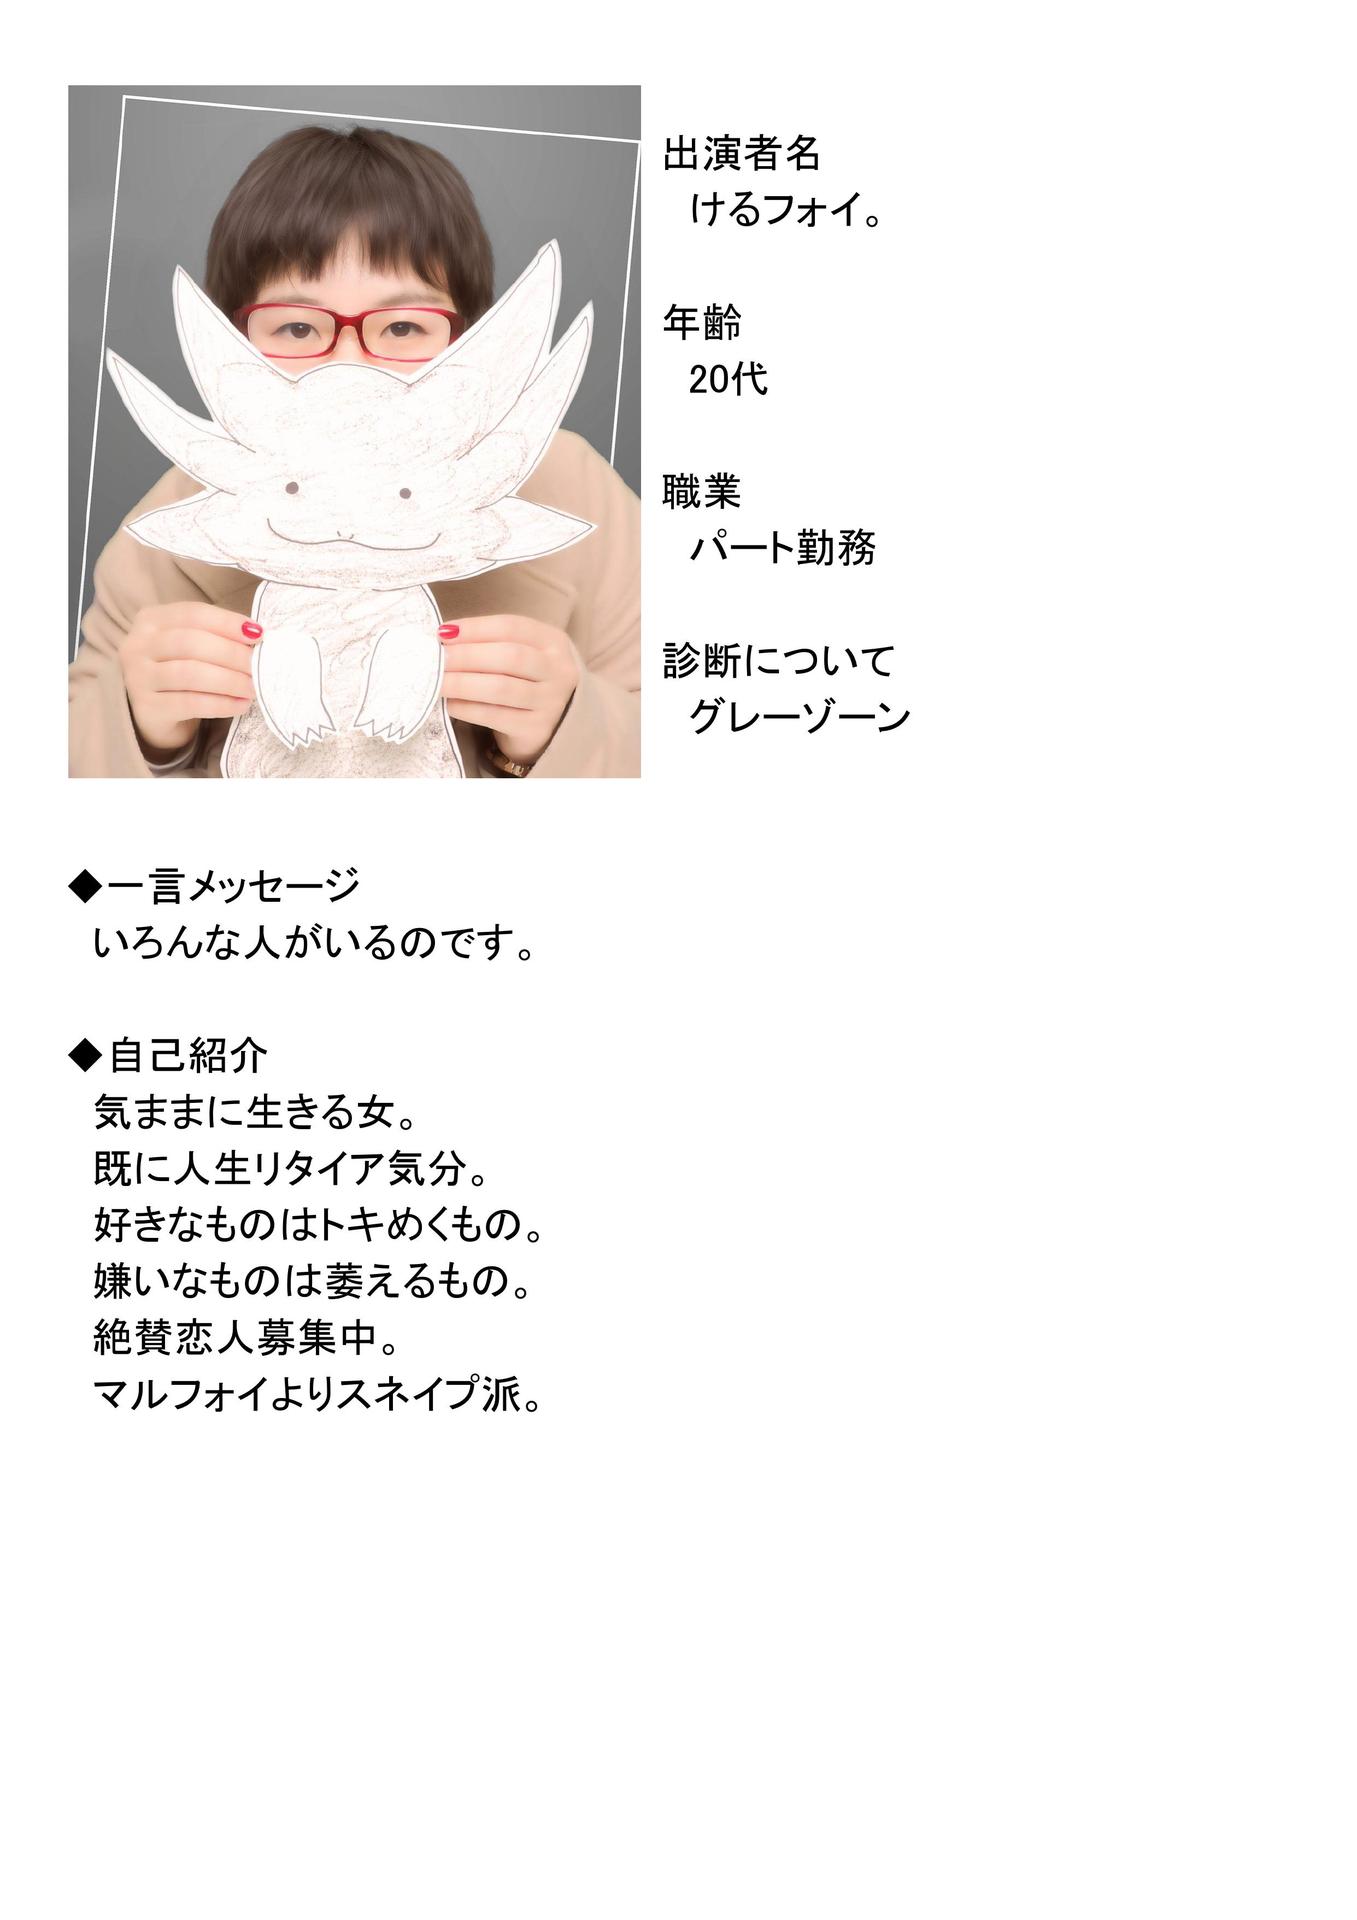 出演者名
けるフォイ。
年齢
20代
職業
パート勤務
診断について
グレーゾーン
◆一言メッセージ
いろんな人がいるのです。
◆自己紹介
気ままに生きる女。
既に人生リタイア気分。
好きなものはトキめくもの。
嫌いなものは萎えるもの。
絶賛恋人募集中。
マルフォイよりスネイプ派。